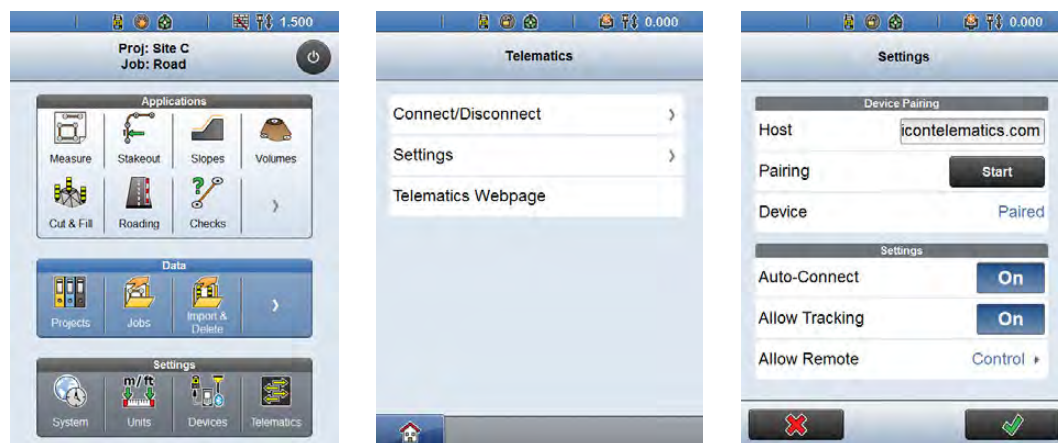 1.500
Proj: Site C
Job: Road
Applications
Measure Stakeout Slopes Volumes
?
Cut & Fill Roading Checks
Data
Projects Jobs Import &
Delete
Settings
m/ft
System Units Devices Telematics
0.000
Telematics
Connect/Disconnect
Settings
Telematics Webpage
0.000
Settings
Device Pairing
Host icontelematics.com
Pairing Start
Device Paired
Settings
Auto-Connect On
Allow Tracking On
Allow Remote Control